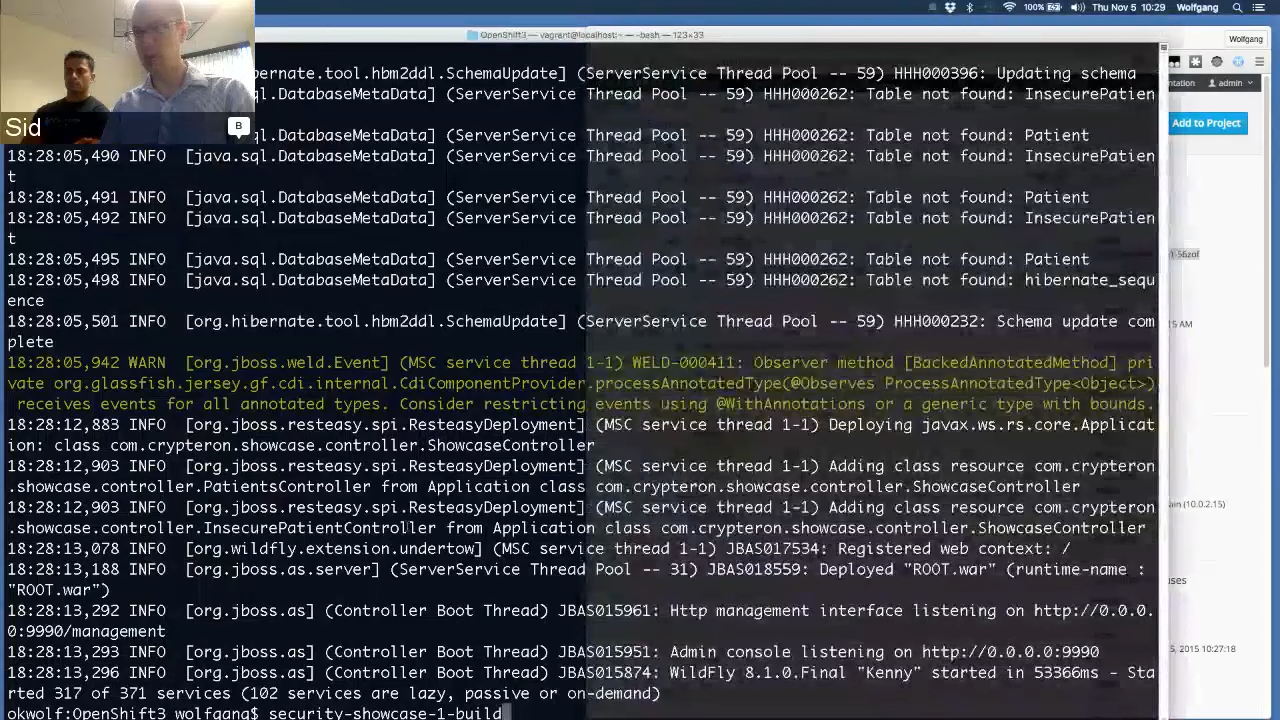 100%
Thu Nov 5 10:29 Wolfgang
OpenShift3 — vagrant@localhost: ~ — -bash — 123×33
Wolfgang
ntation
admin
Add to Project
Sid
B
ibernate.tool.hbm2ddl.SchemaUpdate] (ServerService Thread Pool -- 59) HHH000396: Updating schema
.DatabaseMetaData] (ServerService Thread Pool -- 59) HHH000262: Table not found: InsecurePatien
.DatabaseMetaData] (ServerService Thread Pool -- 59) HHH000262: Table not found: Patient
18:28:05,490 INFO [java.sql.DatabaseMetaData] (ServerService Thread Pool -- 59) HHH000262: Table not found: InsecurePatien
t
18:28:05,491 INFO [java.sql.DatabaseMetaData] (ServerService Thread Pool -- 59) HHH000262: Table not found: Patient
18:28:05,492 INFO [java.sql.DatabaseMetaData] (ServerService Thread Pool -- 59) HHH000262: Table not found: InsecurePatien
t
18:28:05,495 INFO [java.sql.DatabaseMetaData] (ServerService Thread Pool -- 59) HHH000262: Table not found: Patient
18:28:05,498 INFO [java.sql.DatabaseMetaData] (ServerService Thread Pool -- 59) HHH000262: Table not found: hibernate_sequ
ence
18:28:05,501 INFO [org.hibernate.tool.hbm2ddl.SchemaUpdate] (ServerService Thread Pool -- 59) HHH000232: Schema update com
plete
18:28:05,942 WARN [org.jboss.weld.Event] (MSC service thread 1-1) WELD-000411: Observer method [BackedAnnotatedMethod] pri
vate org.glassfish.jersey.gf.cdi.internal.CdiComponentProvider.processAnnotatedType(@Observes ProcessAnnotatedType<Object>)
receives events for all annotated types. Consider restricting events using @WithAnnotations or a generic type with bounds.
18:28:12,883 INFO [org.jboss.resteasy.spi.ResteasyDeployment] (MSC service thread 1-1) Deploying javax.ws.rs.core.Applicat
ion: class com.crypteron.showcase.controller.ShowcaseController
18:28:12,903 INFO [org.jboss.resteasy.spi.ResteasyDeployment] (MSC service thread 1-1) Adding class resource com.crypteron
.showcase.controller.PatientsController from Application class com.crypteron.showcase.controller.ShowcaseController
18:28:12,903 INFO [org.jboss.resteasy.spi.ResteasyDeployment] (MSC service thread 1-1) Adding class resource com.crypteron
.showcase.controller.InsecurePatientController from Application class com.crypteron.showcase.controller.ShowcaseController
18:28:13,078 INFO [org.wildfly.extension.undertow] (MSC service thread 1-1) JBAS017534: Registered web context: /
18:28:13,188 INFO [org.jboss.as.server] (ServerService Thread Pool -- 31) JBAS018559: Deployed "ROOT.war" (runtime-name :
"ROOT.war")
18:28:13,292 INFO [org.jboss.as] (Controller Boot Thread) JBAS015961: Http management interface listening on http://0.0.0.
0:9990/management
18:28:13,293 INFO [org.jboss.as] (Controller Boot Thread) JBAS015951: Admin console listening on http://0.0.0.0:9990
18:28:13,296 INFO [org.jboss.as] (Controller Boot Thread) JBAS015874: WildFly 8.1.0.Final "Kenny" started in 53366ms - Sta
rted 317 of 371 services (102 services are lazy, passive or on-demand)
okwolf:OpenShift3 wolfgang$ security-showcase-1-build
15 AM
ain (10.0.2.15)
ses
5, 2015 10:27:18